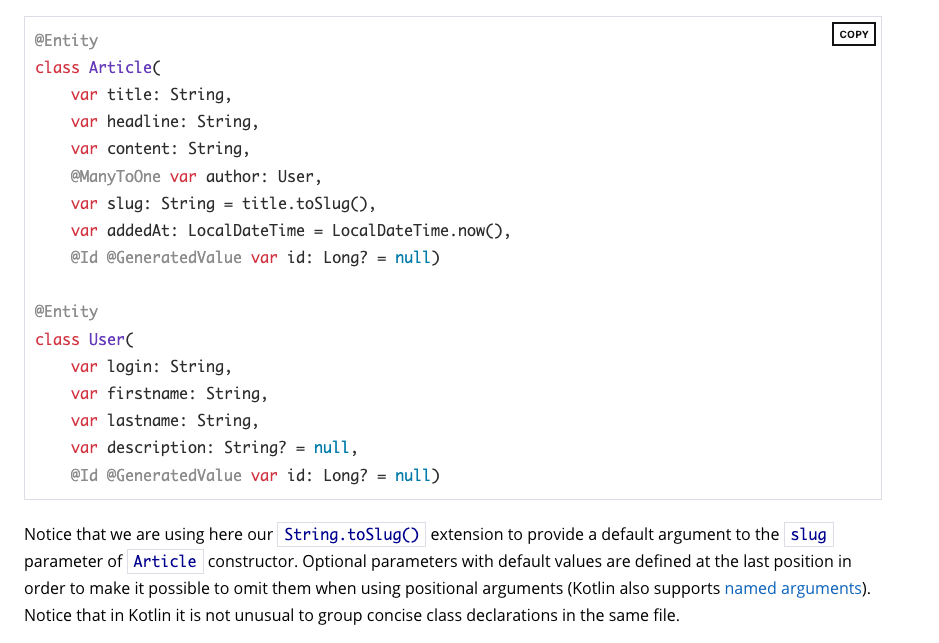 COPY
@Entity
class Article(
    var title: String,
    var headline: String,
    var content: String,
    @ManyToOne var author: User,
    var slug: String = title.toSlug(),
    var addedAt: LocalDateTime = LocalDateTime.now(),
    @Id @GeneratedValue var id: Long? = null)
@Entity
class User(
    var login: String,
    var firstname: String,
    var lastname: String,
    var description: String? = null,
    @Id @GeneratedValue var id: Long? = null)
Notice that we are using here our String.toSlug() extension to provide a default argument to the slug
parameter of Article constructor. Optional parameters with default values are defined at the last position in
order to make it possible to omit them when using positional arguments (Kotlin also supports named arguments).
Notice that in Kotlin it is not unusual to group concise class declarations in the same file.